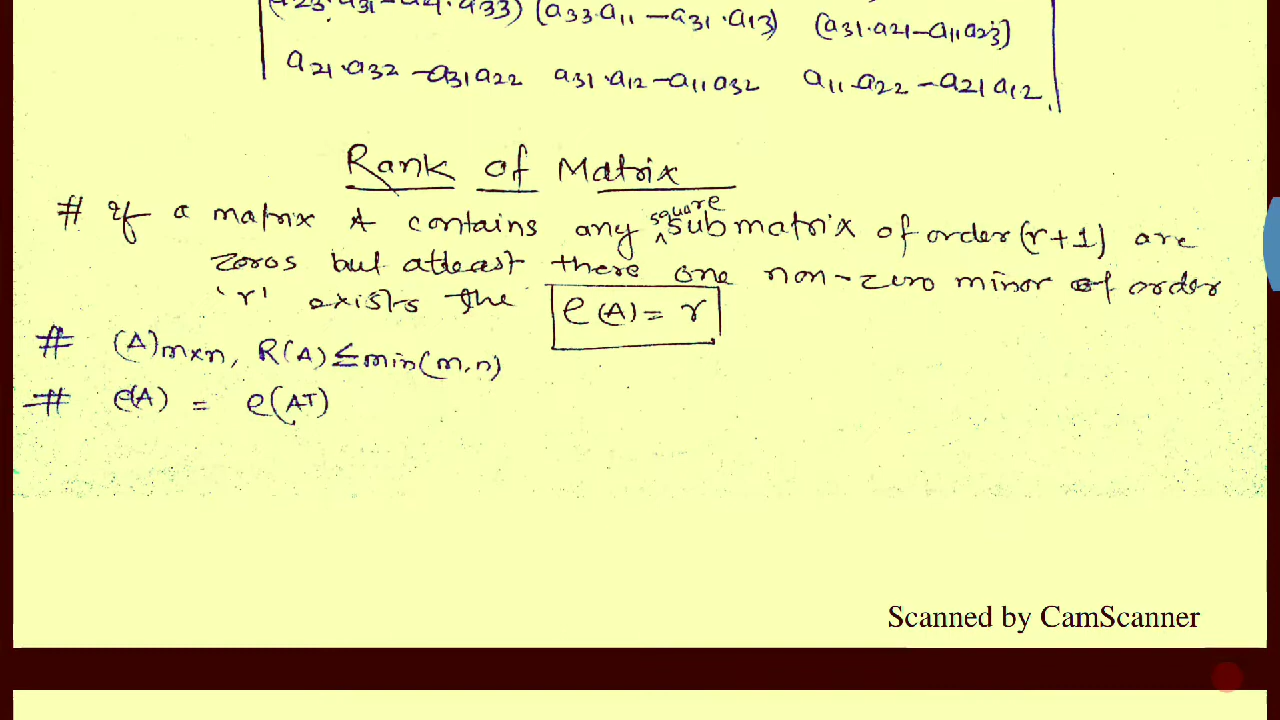 (a23.a31-a21.a33) (a33.a11 -a31.a13) (a31.a21-a11a23)
a21.a32 -a31a22 a31.a12-a11a32 a11.a22-a21a12
Rank of Matrix
# If a matrix A contains any square submatrix of order (r+1) are
zeros but atleast there one non-zero minor of order
'r' exists the ρ(A)= r
# (A)m×n, R(A)≤min(m,n)
# ρ(A) = ρ(AT)
Scanned by CamScanner